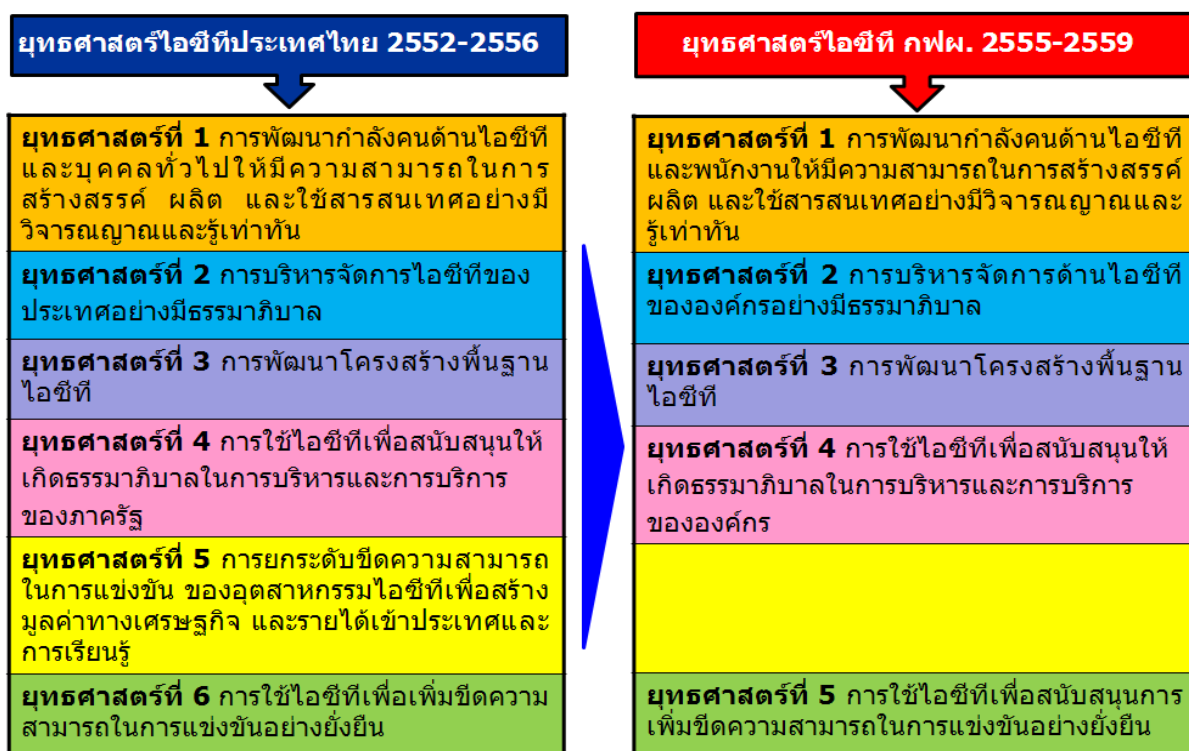 ยุทธศาสตร์ไอซีทีประเทศไทย 2552-2556
ยุทธศาสตร์ที่ 1 การพัฒนากำลังคนด้านไอซีที
และบุคคลทั่วไปให้มีความสามารถในการ
สร้างสรรค์ ผลิต และใช้สารสนเทศอย่างมี
วิจารณญาณและรู้เท่าทัน
ยุทธศาสตร์ที่ 2 การบริหารจัดการไอซีทีของ
ประเทศอย่างมีธรรมาภิบาล
ยุทธศาสตร์ที่ 3 การพัฒนาโครงสร้างพื้นฐาน
ไอซีที
ยุทธศาสตร์ที่ 4 การใช้ไอซีทีเพื่อสนับสนุนให้
เกิดธรรมาภิบาลในการบริหารและการบริการ
ของภาครัฐ
ยุทธศาสตร์ที่ 5 การยกระดับขีดความสามารถ
ในการแข่งขัน ของอุตสาหกรรมไอซีทีเพื่อสร้าง
มูลค่าทางเศรษฐกิจ และรายได้เข้าประเทศและ
การเรียนรู้
ยุทธศาสตร์ที่ 6 การใช้ไอซีทีเพื่อเพิ่มขีดความ
สามารถในการแข่งขันอย่างยั่งยืน
ยุทธศาสตร์ไอซีที กฟผ. 2555-2559
ยุทธศาสตร์ที่ 1 การพัฒนากำลังคนด้านไอซีที
และพนักงานให้มีความสามารถในการสร้างสรรค์
ผลิต และใช้สารสนเทศอย่างมีวิจารณญาณและ
รู้เท่าทัน
ยุทธศาสตร์ที่ 2 การบริหารจัดการด้านไอซีที
ขององค์กรอย่างมีธรรมาภิบาล
ยุทธศาสตร์ที่ 3 การพัฒนาโครงสร้างพื้นฐาน
ไอซีที
ยุทธศาสตร์ที่ 4 การใช้ไอซีทีเพื่อสนับสนุนให้
เกิดธรรมาภิบาลในการบริหารและการบริการ
ขององค์กร
ยุทธศาสตร์ที่ 5 การใช้ไอซีทีเพื่อสนับสนุนการ
เพิ่มขีดความสามารถในการแข่งขันอย่างยั่งยืน